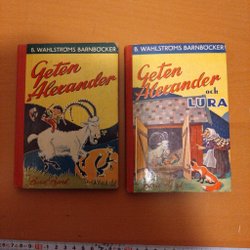 B. WAHLSTRÖMS BARNBÖCKER
Geten
Alexander
B. WAHLSTRÖMS BARNBÖCKER
Geten
Alexander
och
LURA